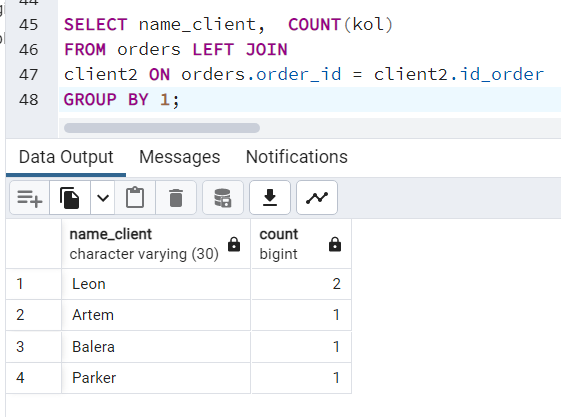 44
45 SELECT name_client,  COUNT(kol)
46 FROM orders LEFT JOIN
47 client2 ON orders.order_id = client2.id_order
48 GROUP BY 1;
Data Output Messages Notifications
name_client count
character varying (30) bigint
1 Leon 2
2 Artem 1
3 Balera 1
4 Parker 1